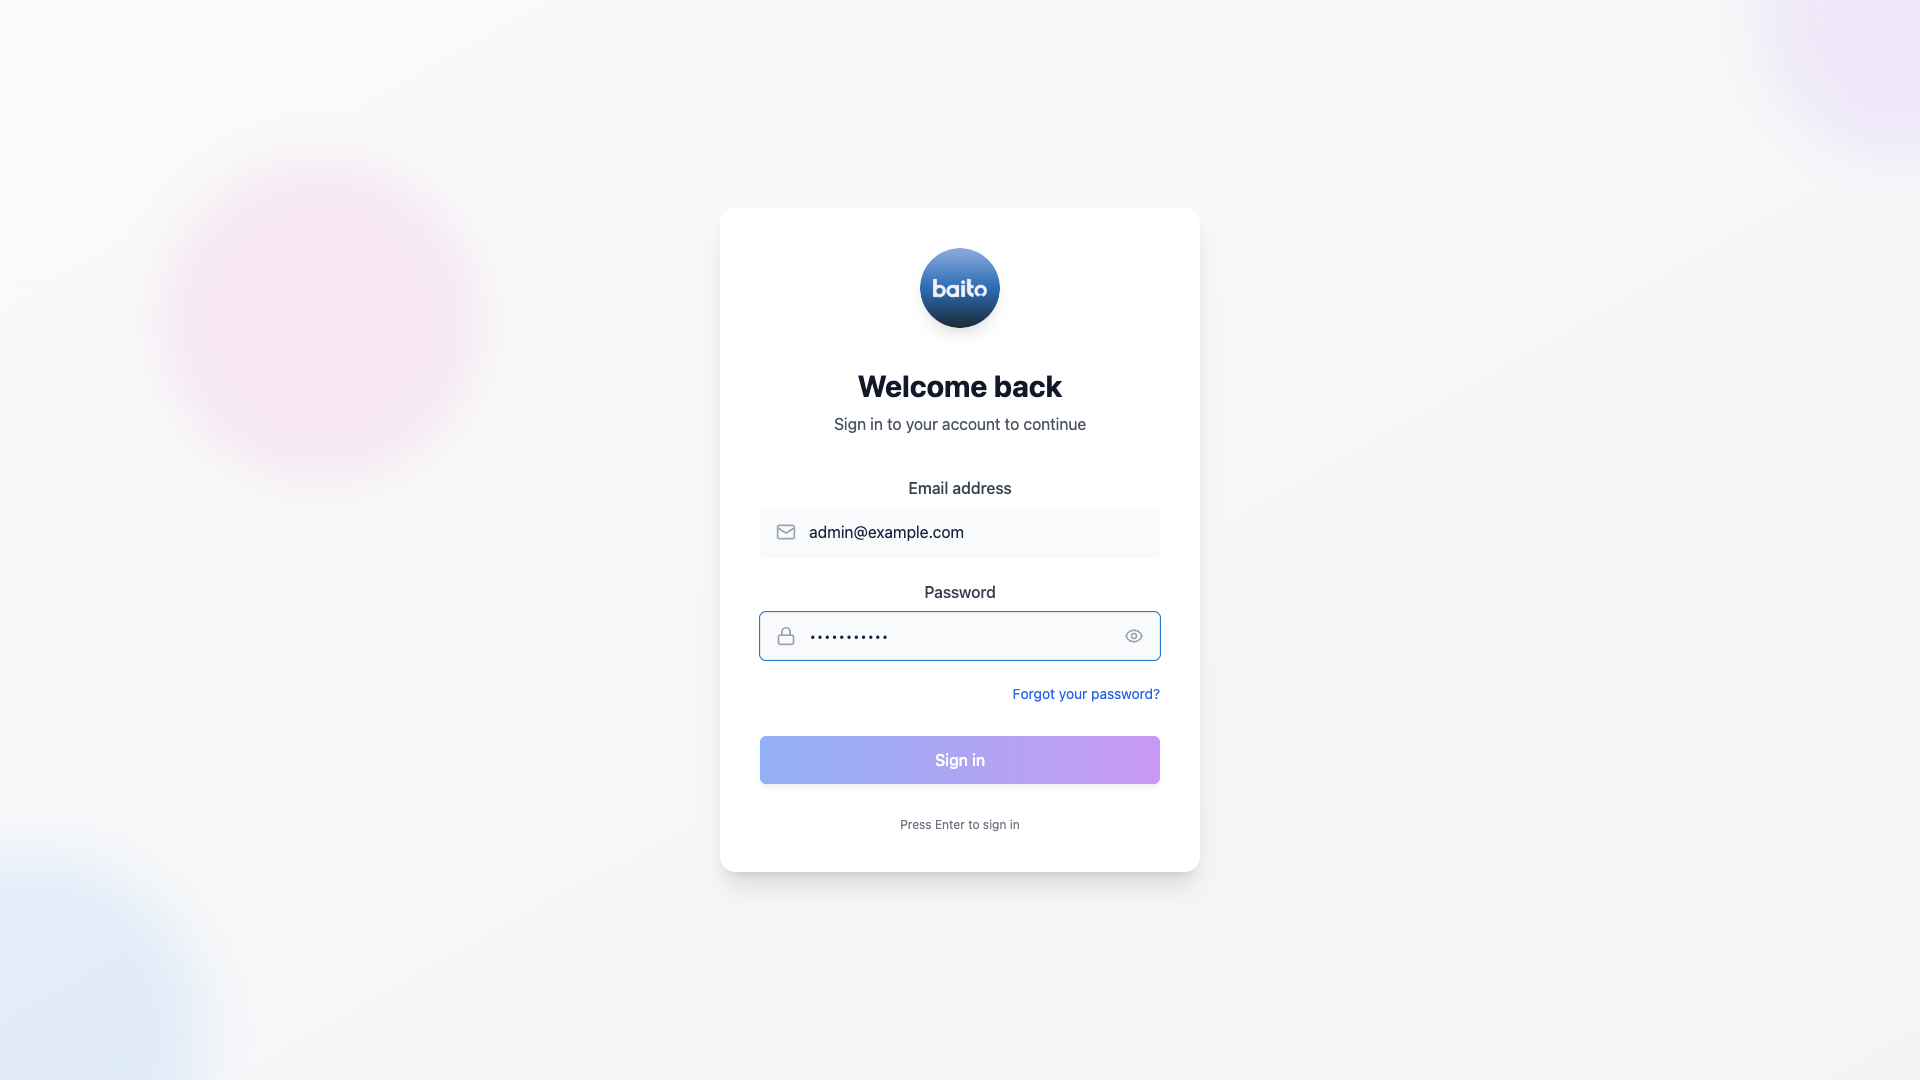 baito
Welcome back
Sign in to your account to continue
Email address
admin@example.com
Password
•••••••••••
Forgot your password?
Sign in
Press Enter to sign in